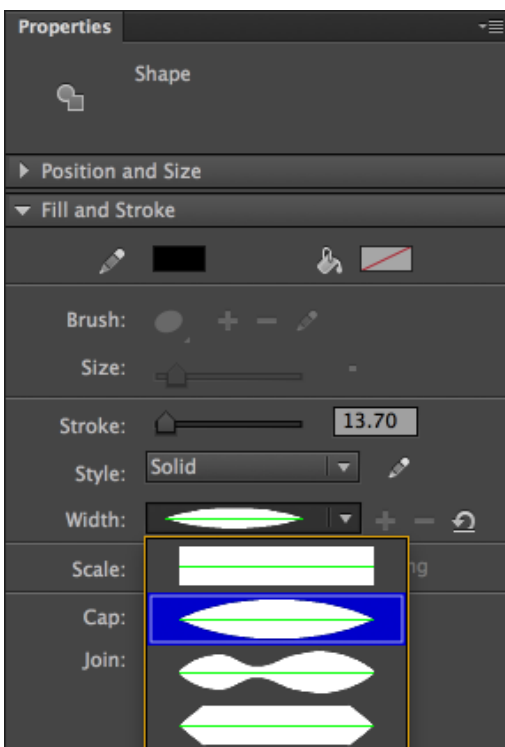 Properties
Shape
Position and Size
Fill and Stroke
Brush:
Size:
Stroke: 13.70
Style: Solid
Width:
Scale: ng
Cap:
Join: